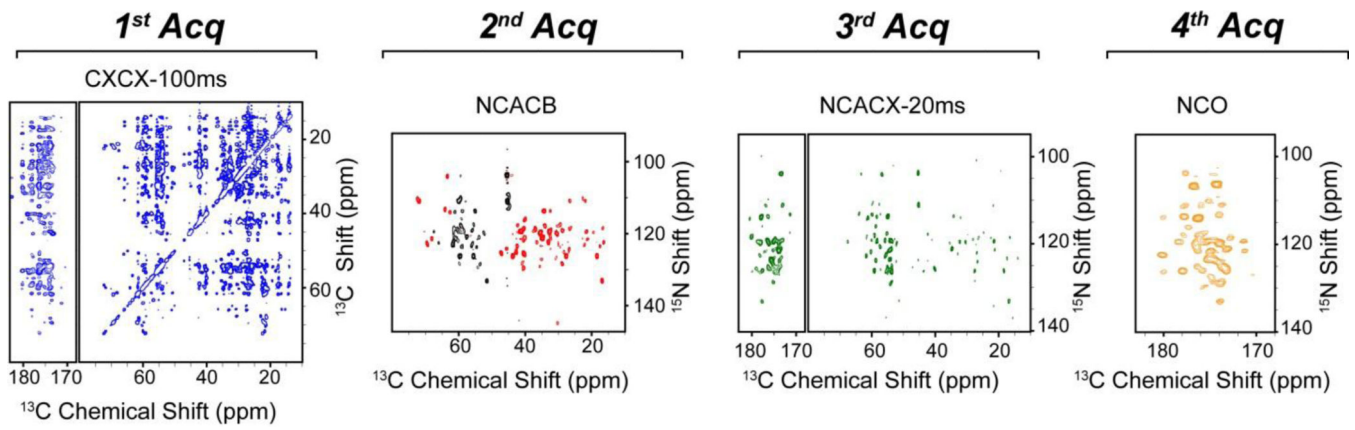 1st Acq
2nd Acq
3rd Acq
4th Acq
CXCX-100ms
20
40
60
13C Shift (ppm)
180 170 60 40 20
13C Chemical Shift (ppm)
NCACB
100
120
140
15N Shift (ppm)
60 40 20
13C Chemical Shift (ppm)
NCACX-20ms
100
120
140
15N Shift (ppm)
180 170 60 40 20
13C Chemical Shift (ppm)
NCO
100
120
140
15N Shift (ppm)
180 170
13C Chemical Shift (ppm)